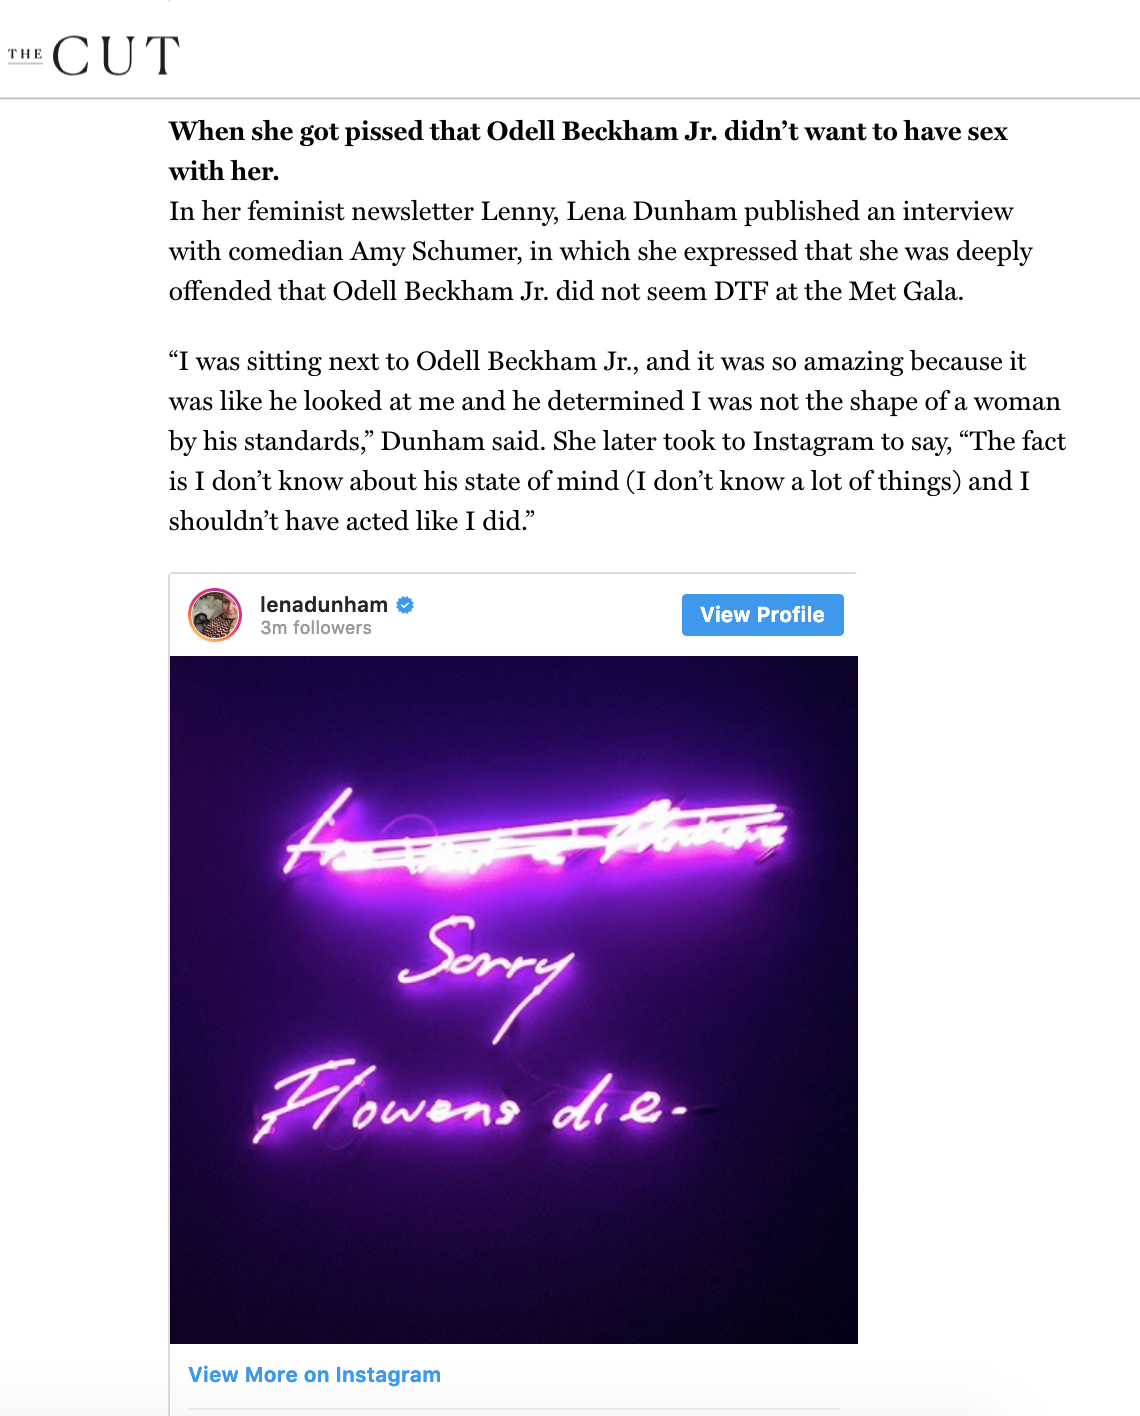 THE CUT
When she got pissed that Odell Beckham Jr. didn’t want to have sex
with her.
In her feminist newsletter Lenny, Lena Dunham published an interview
with comedian Amy Schumer, in which she expressed that she was deeply
offended that Odell Beckham Jr. did not seem DTF at the Met Gala.
“I was sitting next to Odell Beckham Jr., and it was so amazing because it
was like he looked at me and he determined I was not the shape of a woman
by his standards,” Dunham said. She later took to Instagram to say, “The fact
is I don’t know about his state of mind (I don’t know a lot of things) and I
shouldn’t have acted like I did.”
lenadunham
3m followers
View Profile
Sorry
Flowers die.
View More on Instagram